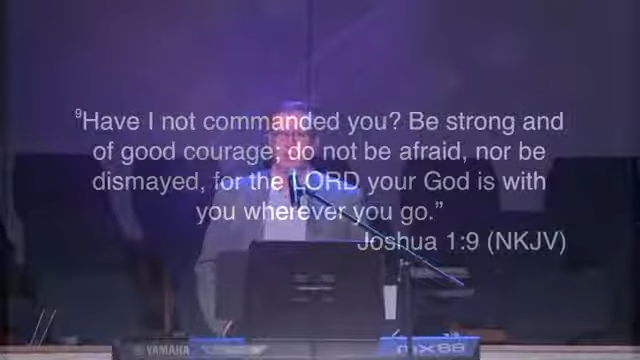 ⁹Have I not commanded you? Be strong and
of good courage; do not be afraid, nor be
dismayed, for the LORD your God is with
you wherever you go.”
Joshua 1:9 (NKJV)
YAMAHA